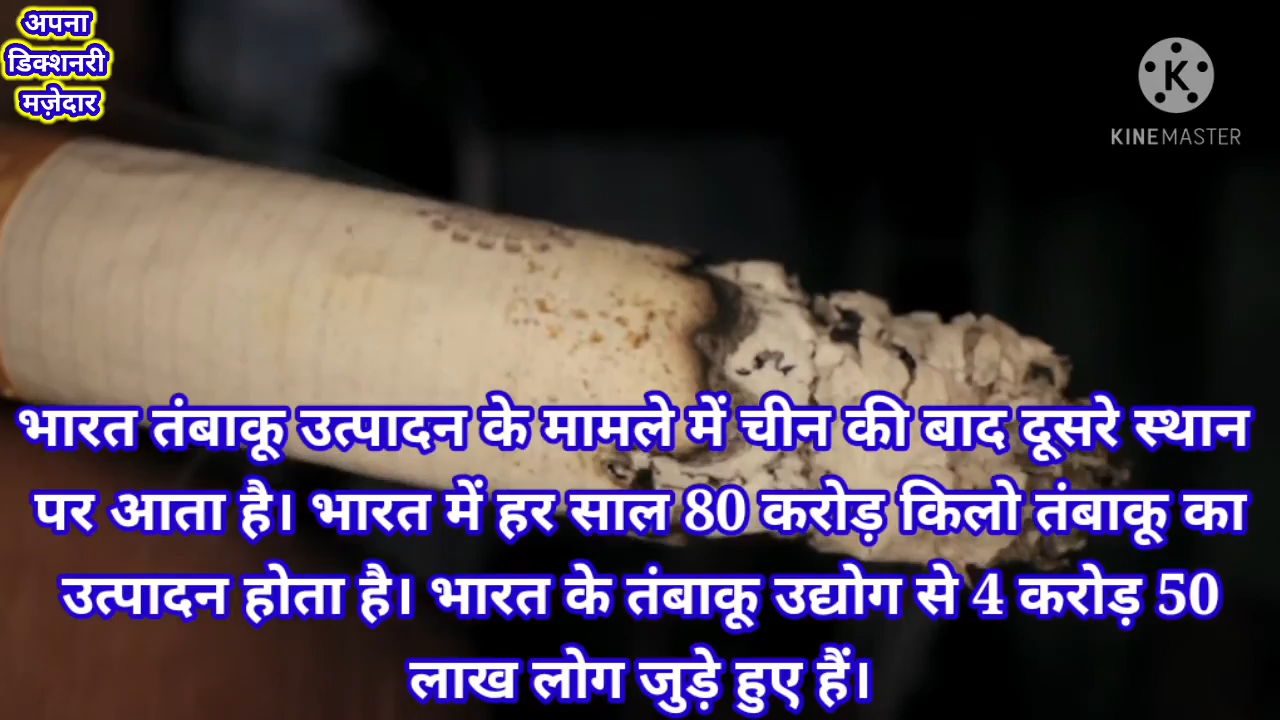 अपना
डिक्शनरी
मज़ेदार
KINEMASTER
भारत तंबाकू उत्पादन के मामले में चीन की बाद दूसरे स्थान
पर आता है। भारत में हर साल 80 करोड़ किलो तंबाकू का
उत्पादन होता है। भारत के तंबाकू उद्योग से 4 करोड़ 50
लाख लोग जुड़े हुए हैं।